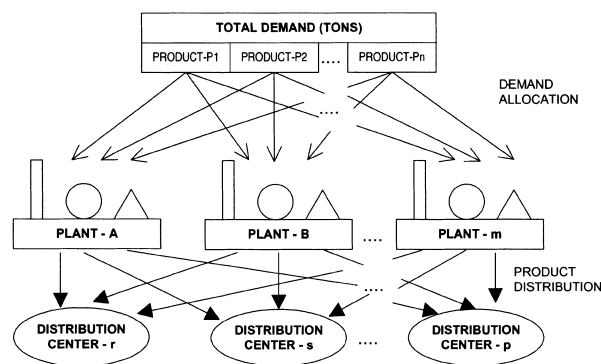 TOTAL DEMAND (TONS)
PRODUCT-P1 PRODUCT-P2 .... PRODUCT-Pn
DEMAND
ALLOCATION
....
PLANT - A PLANT - B .... PLANT - m
PRODUCT
DISTRIBUTION
....
DISTRIBUTION
CENTER - r
DISTRIBUTION
CENTER - s
....
DISTRIBUTION
CENTER - p